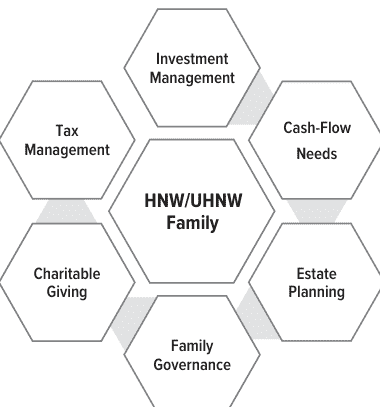 Investment
Management
Cash-Flow
Needs
Tax
Management
HNW/UHNW
Family
Charitable
Giving
Estate
Planning
Family
Governance